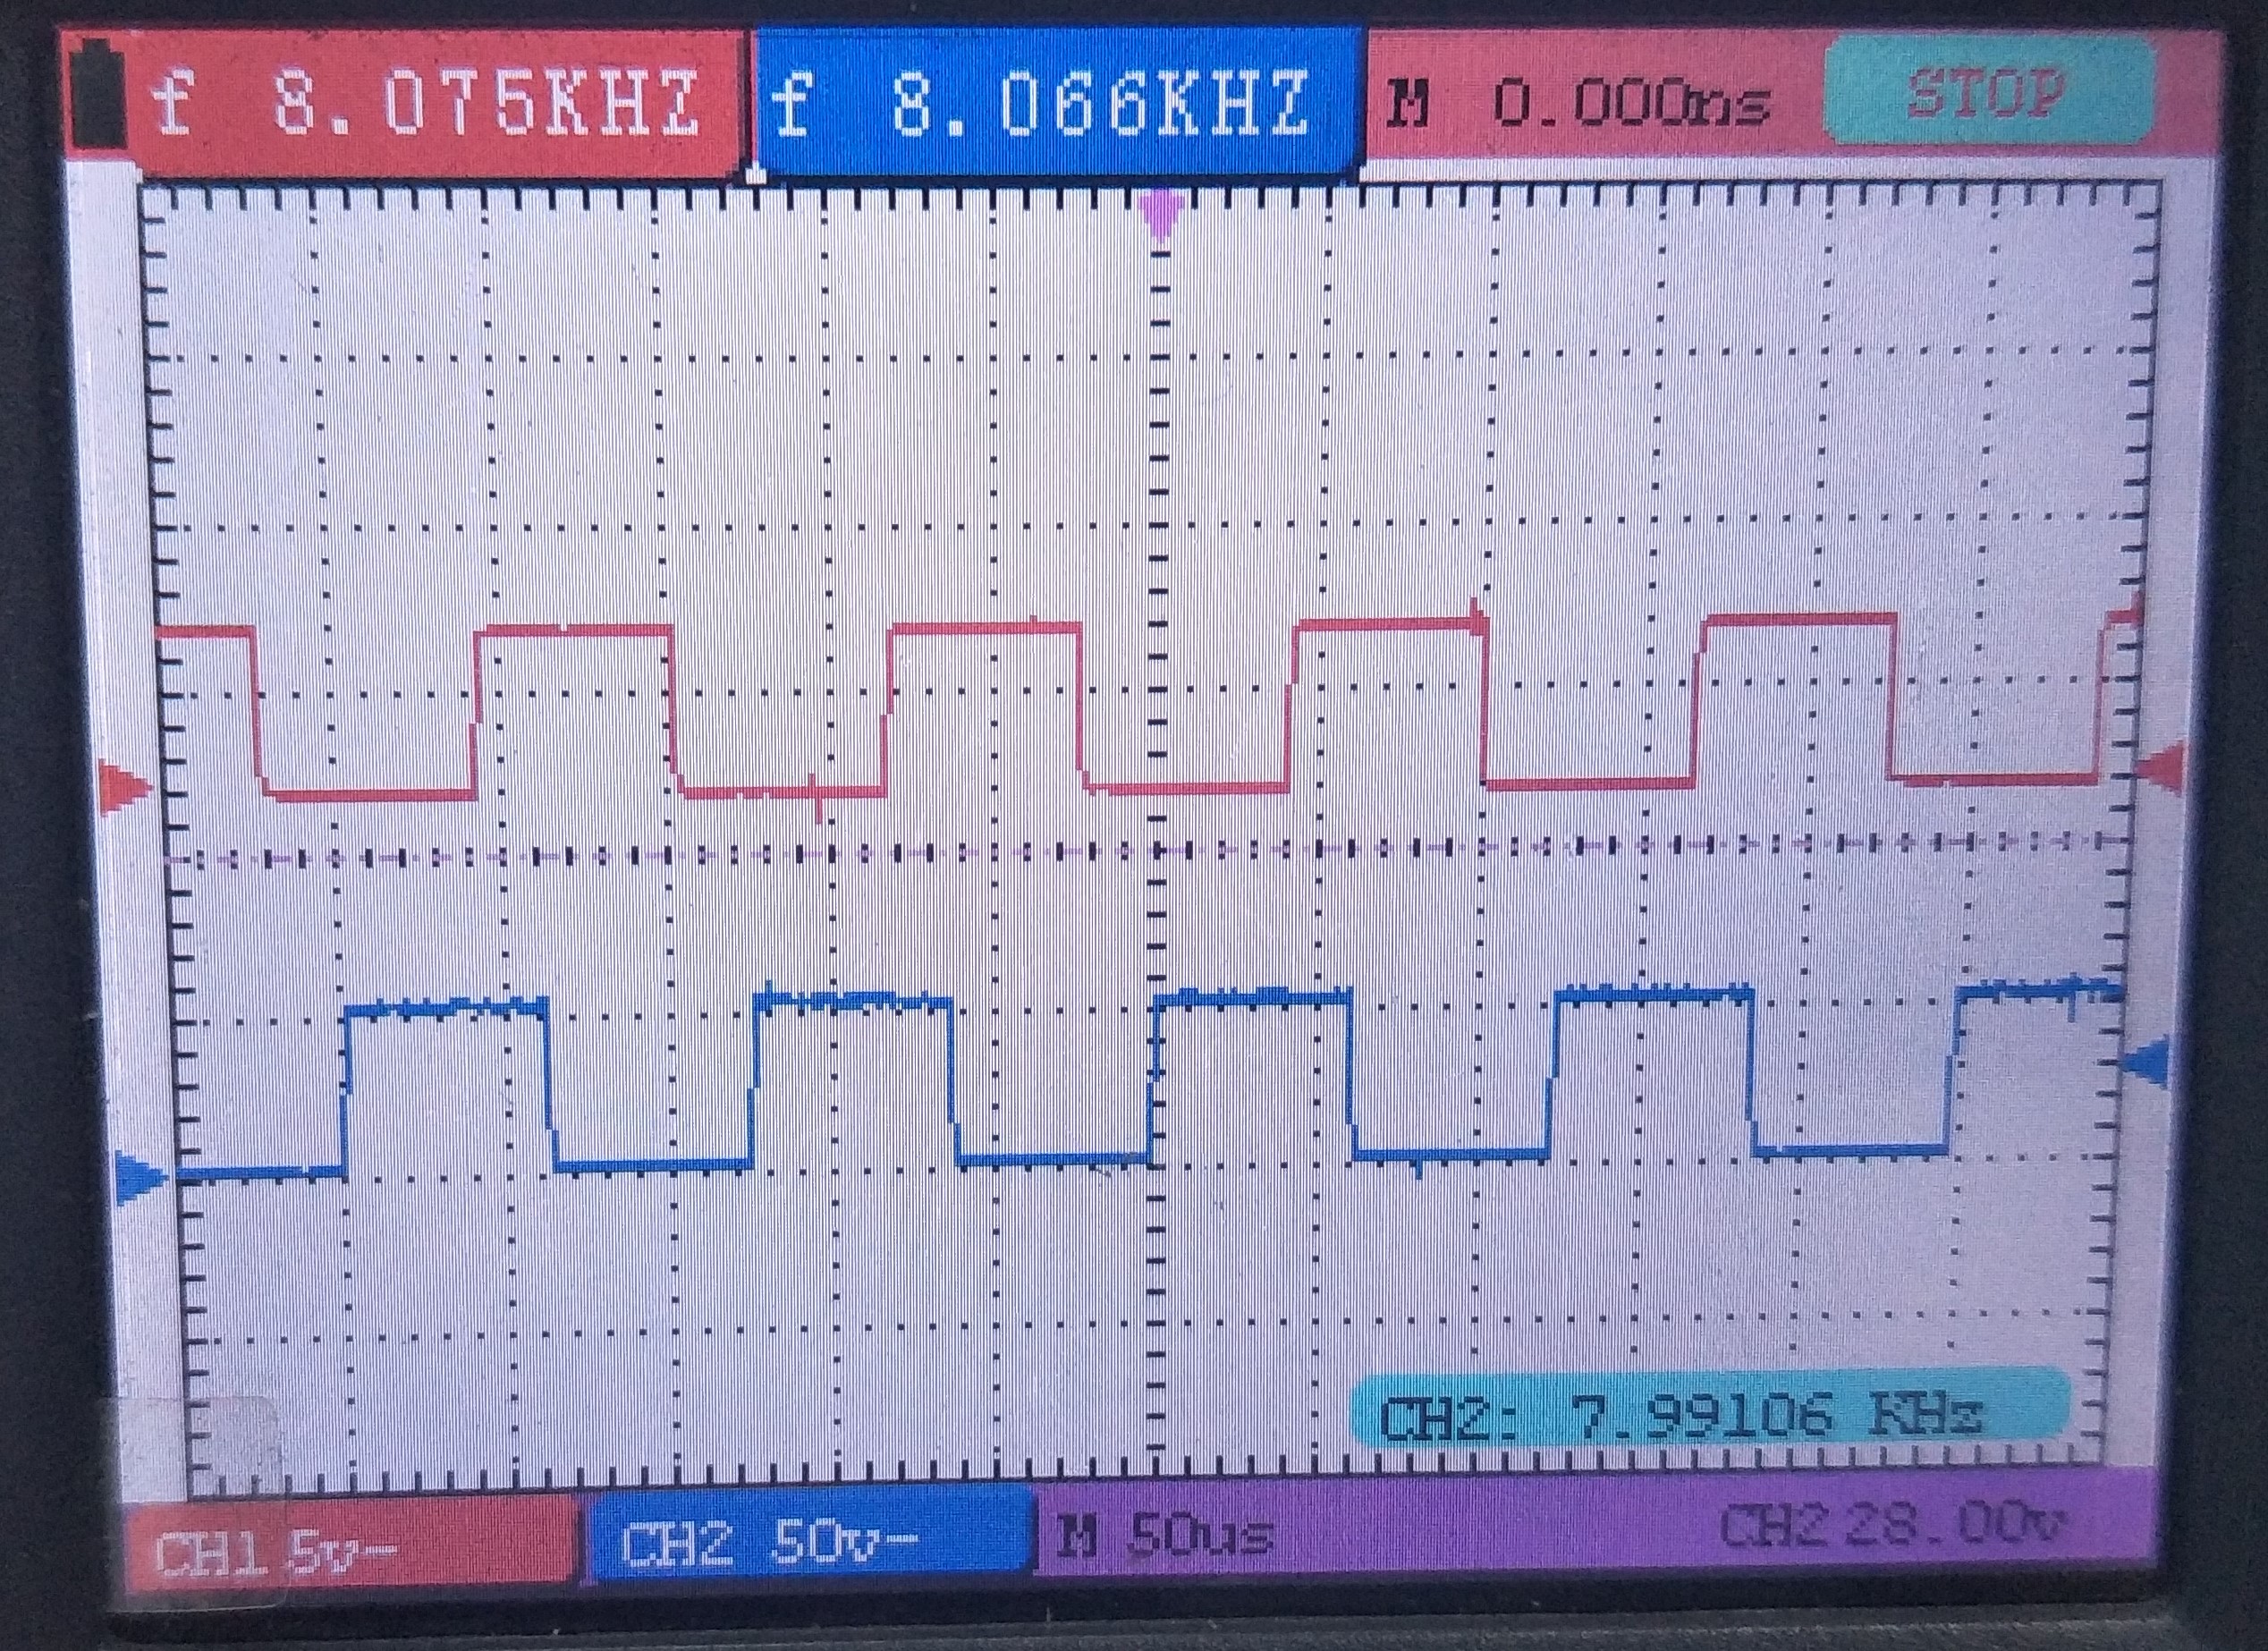 f 8.075KHZ f 8.066KHZ M 0.000ns STOP
CH2: 7.99106 KHz
CH1 5v- CH2 50v- M 50us CH2 28.00v